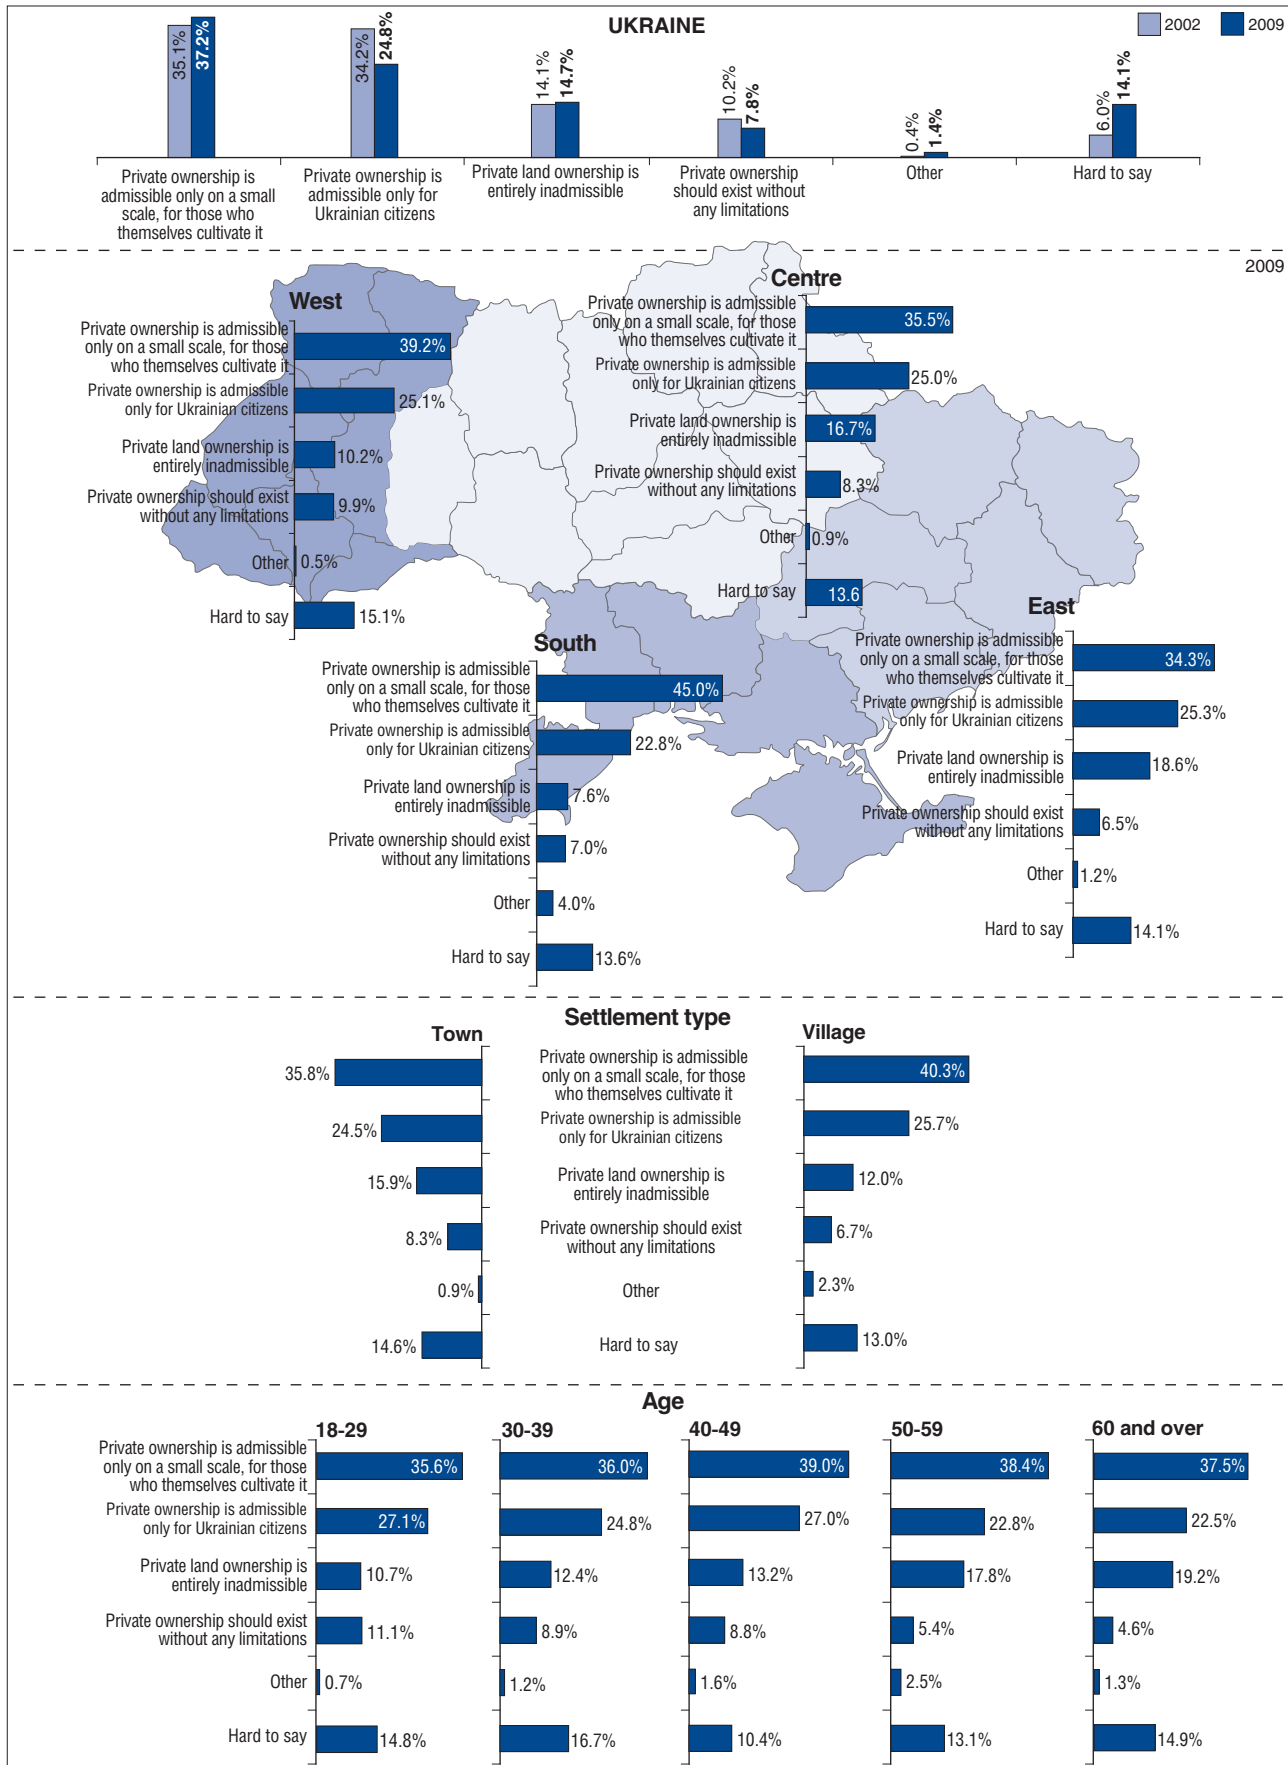 UKRAINE
2002
2009
35.1%
37.2%
34.2%
24.8%
14.1%
14.7%
10.2%
7.8%
0.4%
1.4%
6.0%
14.1%
Private ownership is
admissible only on a small
scale, for those who
themselves cultivate it
Private ownership is
admissible only for
Ukrainian citizens
Private land ownership is
entirely inadmissible
Private ownership
should exist without
any limitations
Other
Hard to say
2009
West
Private ownership is admissible
only on a small scale, for those
who themselves cultivate it
39.2%
Private ownership is admissible
only for Ukrainian citizens
25.1%
Private land ownership is
entirely inadmissible
10.2%
Private ownership should exist
without any limitations
9.9%
Other
0.5%
Hard to say
15.1%
Centre
Private ownership is admissible
only on a small scale, for those
who themselves cultivate it
35.5%
Private ownership is admissible
only for Ukrainian citizens
25.0%
Private land ownership is
entirely inadmissible
16.7%
Private ownership should exist
without any limitations
8.3%
Other
0.9%
Hard to say
13.6
South
Private ownership is admissible
only on a small scale, for those
who themselves cultivate it
45.0%
Private ownership is admissible
only for Ukrainian citizens
22.8%
Private land ownership is
entirely inadmissible
7.6%
Private ownership should exist
without any limitations
7.0%
Other
4.0%
Hard to say
13.6%
East
Private ownership is admissible
only on a small scale, for those
who themselves cultivate it
34.3%
Private ownership is admissible
only for Ukrainian citizens
25.3%
Private land ownership is
entirely inadmissible
18.6%
Private ownership should exist
without any limitations
6.5%
Other
1.2%
Hard to say
14.1%
Settlement type
Town
Village
35.8%
Private ownership is admissible
only on a small scale, for those
who themselves cultivate it
40.3%
24.5%
Private ownership is admissible
only for Ukrainian citizens
25.7%
15.9%
Private land ownership is
entirely inadmissible
12.0%
8.3%
Private ownership should exist
without any limitations
6.7%
0.9%
Other
2.3%
14.6%
Hard to say
13.0%
Age
18-29
30-39
40-49
50-59
60 and over
Private ownership is admissible
only on a small scale, for those
who themselves cultivate it
35.6%
36.0%
39.0%
38.4%
37.5%
Private ownership is admissible
only for Ukrainian citizens
27.1%
24.8%
27.0%
22.8%
22.5%
Private land ownership is
entirely inadmissible
10.7%
12.4%
13.2%
17.8%
19.2%
Private ownership should exist
without any limitations
11.1%
8.9%
8.8%
5.4%
4.6%
Other
0.7%
1.2%
1.6%
2.5%
1.3%
Hard to say
14.8%
16.7%
10.4%
13.1%
14.9%